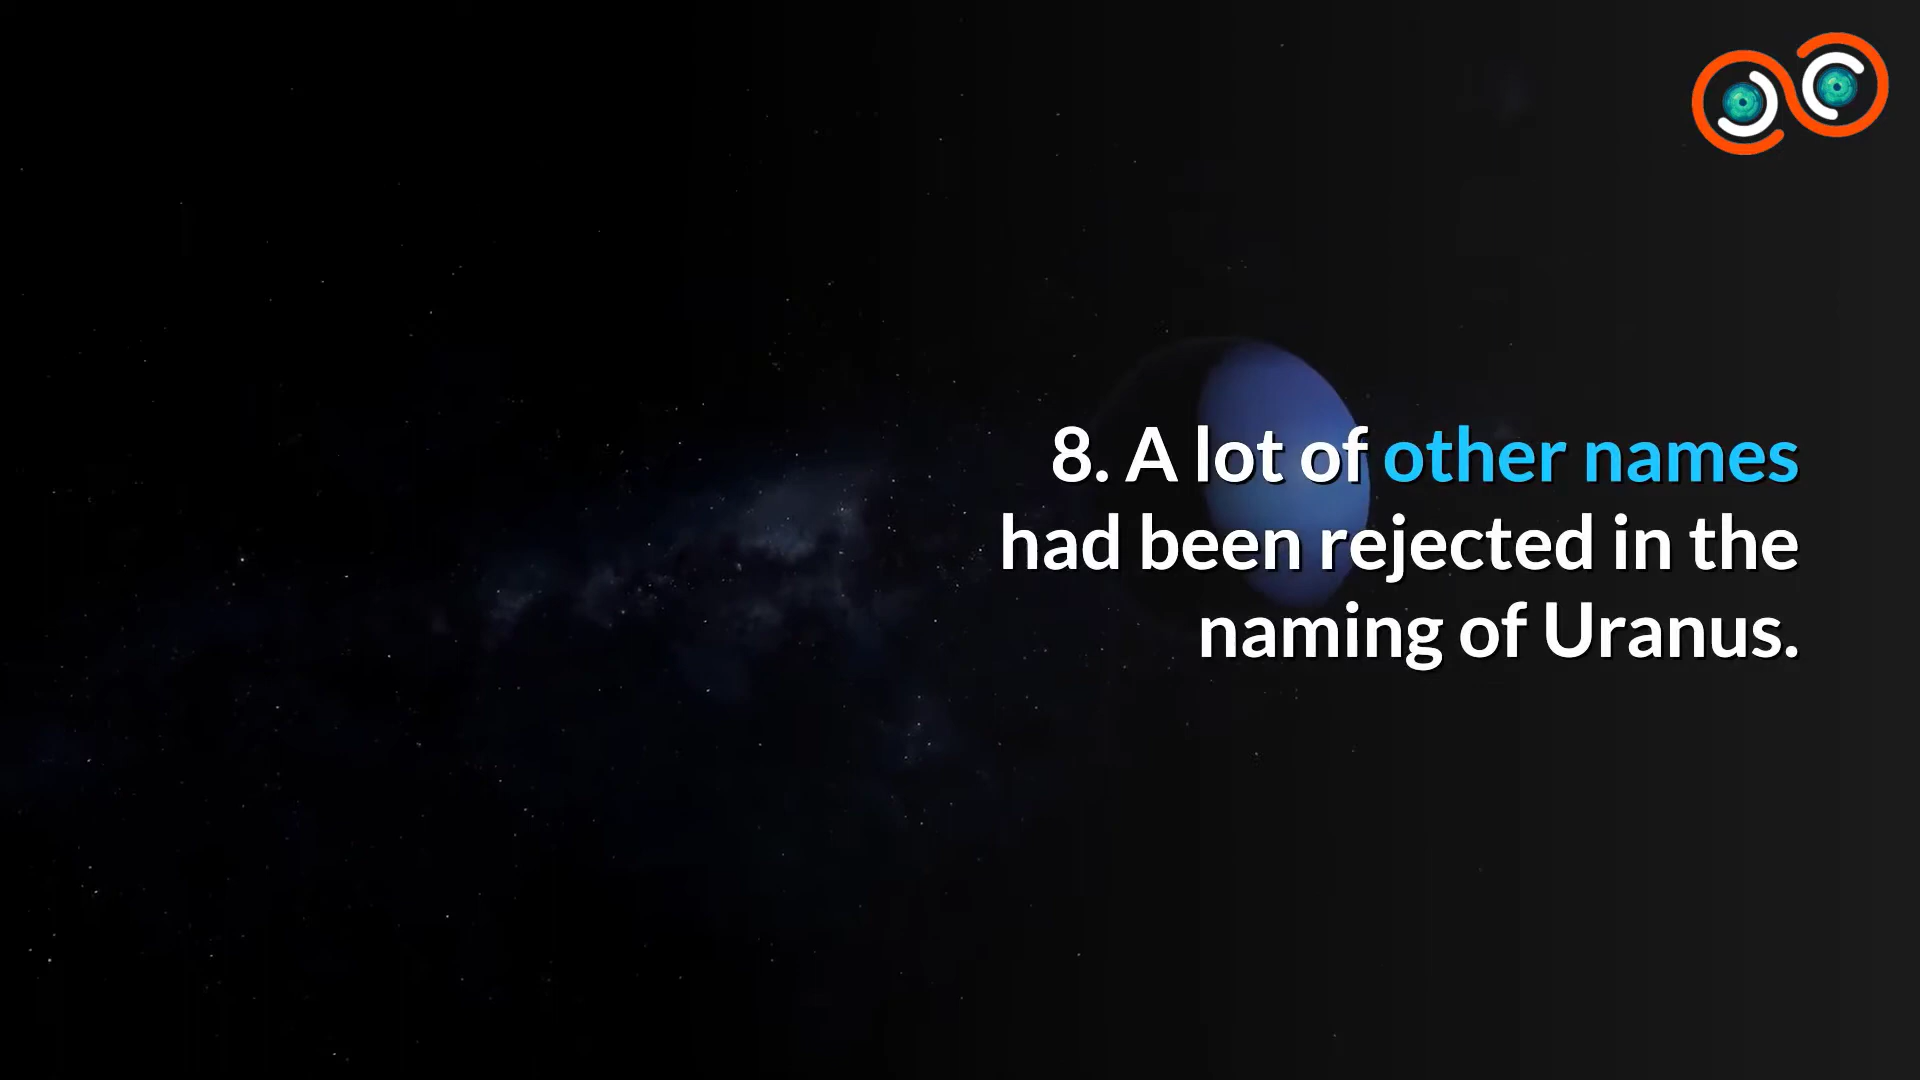 8. A lot of other names
had been rejected in the
naming of Uranus.